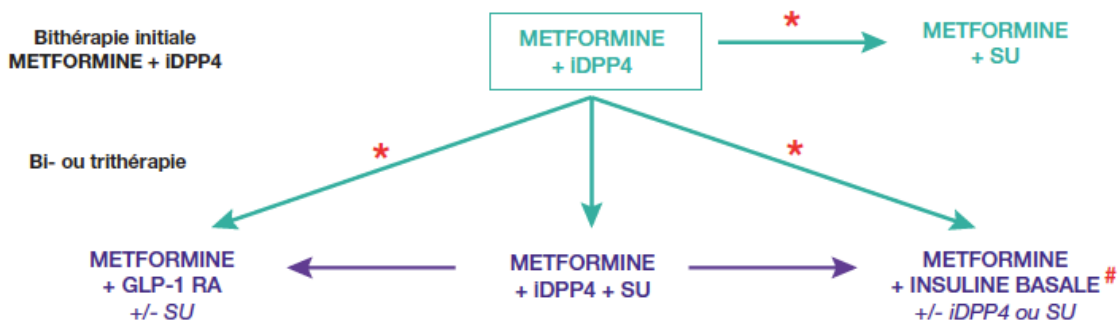 Bithérapie initiale
METFORMINE + iDPP4
METFORMINE
+ iDPP4
*
METFORMINE
+ SU
Bi- ou trithérapie
*
*
METFORMINE
+ GLP-1 RA
+/- SU
METFORMINE
+ iDPP4 + SU
METFORMINE
+ INSULINE BASALE #
+/- iDPP4 ou SU